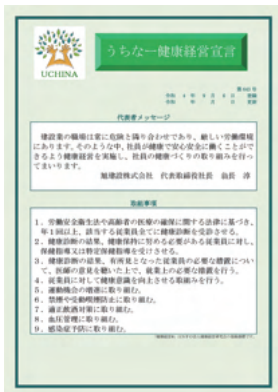 うちなー健康経営宣言
UCHINA
代表者メッセージ
建設業の職場は常に危険と隣り合わせであり、厳しい労働環境
にあります。そのような中、社員が健康で安心安全に働くことがで
きるよう健康経営を実施し、社員の健康づくりの取り組みを行っ
てまいります。
旭建設株式会社 代表取締役社長
取組事項
1．労働安全衛生法や高齢者の医療の確保に関する法律に基づき、
年1回以上、該当する従業員全てに健康診断を受診させる。
2．健康診断の結果、健康保持に努める必要がある従業員に対し、
保健指導又は特定保健指導を受けさせる。
3．健康診断の結果、有所見となった従業員の必要な措置につい
て、医師の意見を聴いた上で、就業上の必要な措置を行う。
4．従業員に対して健康意識を向上させる取組みを行う。
5．運動機会の増進に取り組む。
6．禁煙や受動喫煙防止に取り組む。
7．適正飲酒対策に取り組む。
8．血圧管理に取り組む。
9．感染症予防に取り組む。